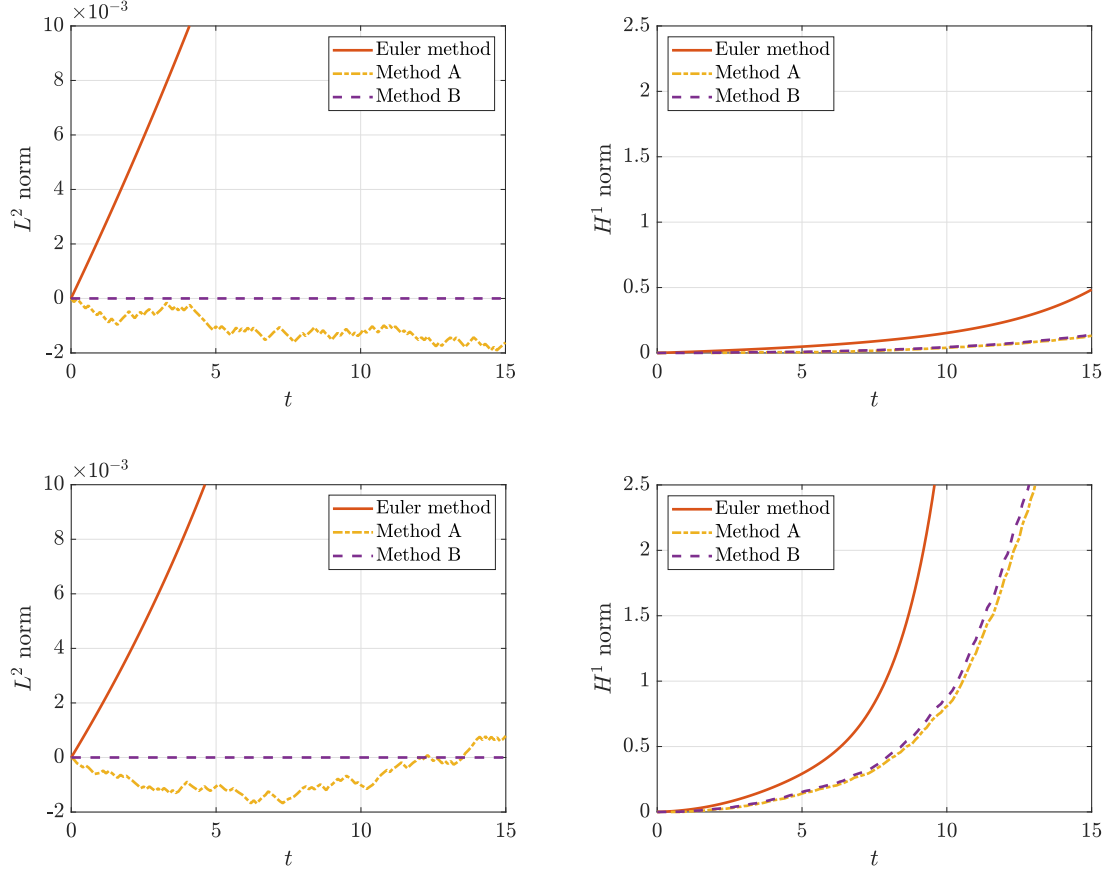 ×10⁻³
10
8
6
4
2
0
-2
0
5
10
15
L² norm
t
Euler method
Method A
Method B
2.5
2
1.5
1
0.5
0
0
5
10
15
H¹ norm
t
Euler method
Method A
Method B
×10⁻³
10
8
6
4
2
0
-2
0
5
10
15
L² norm
t
Euler method
Method A
Method B
2.5
2
1.5
1
0.5
0
0
5
10
15
H¹ norm
t
Euler method
Method A
Method B